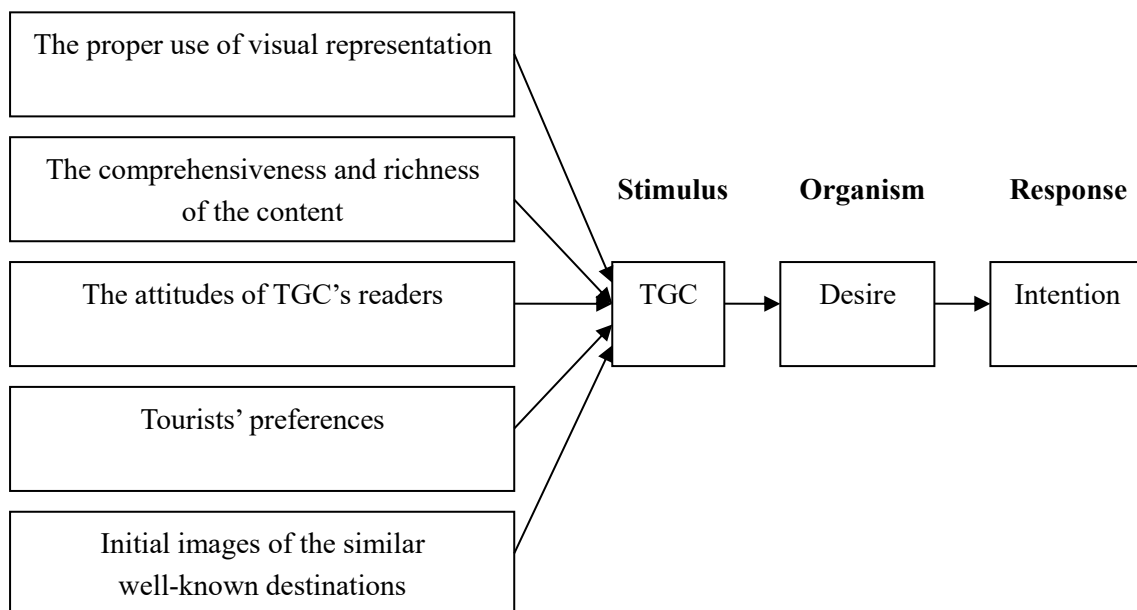 The proper use of visual representation
The comprehensiveness and richness
of the content
The attitudes of TGC’s readers
Tourists’ preferences
Initial images of the similar
well-known destinations
Stimulus
Organism
Response
TGC
Desire
Intention